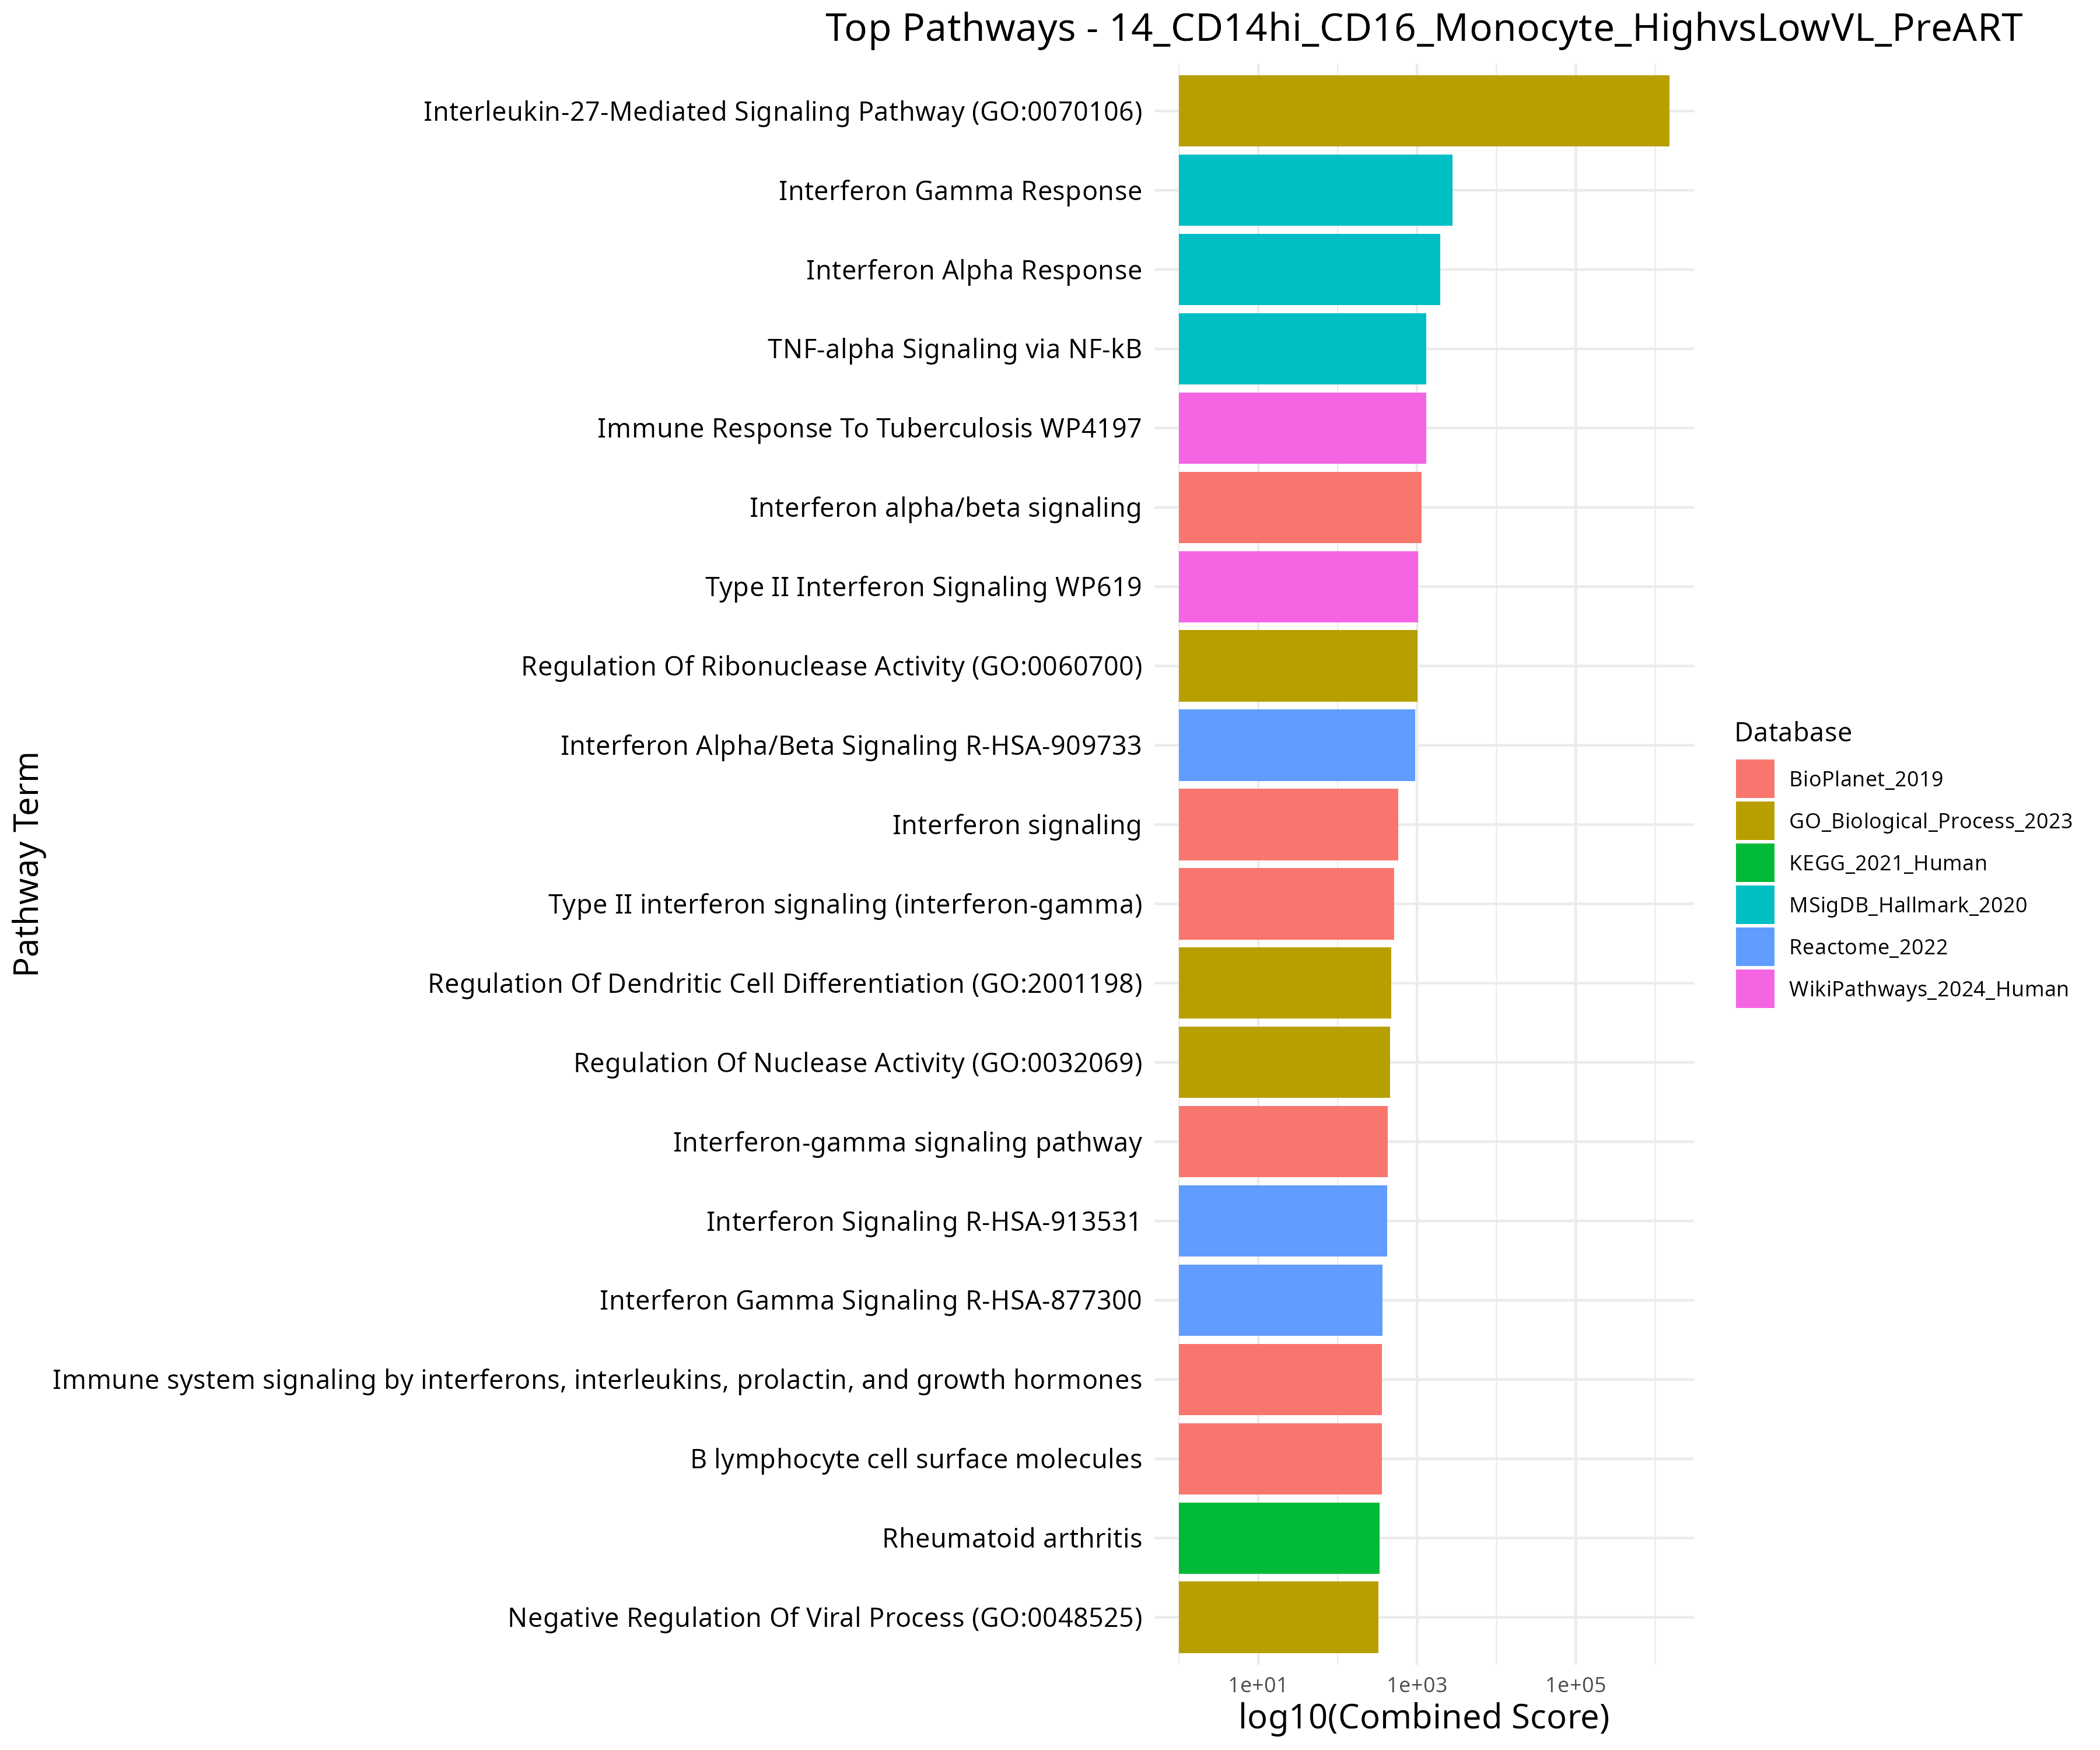 Top Pathways - 14_CD14hi_CD16_Monocyte_HighvsLowVL_PreART
Pathway Term
Interleukin-27-Mediated Signaling Pathway (GO:0070106)
Interferon Gamma Response
Interferon Alpha Response
TNF-alpha Signaling via NF-kB
Immune Response To Tuberculosis WP4197
Interferon alpha/beta signaling
Type II Interferon Signaling WP619
Regulation Of Ribonuclease Activity (GO:0060700)
Interferon Alpha/Beta Signaling R-HSA-909733
Interferon signaling
Type II interferon signaling (interferon-gamma)
Regulation Of Dendritic Cell Differentiation (GO:2001198)
Regulation Of Nuclease Activity (GO:0032069)
Interferon-gamma signaling pathway
Interferon Signaling R-HSA-913531
Interferon Gamma Signaling R-HSA-877300
Immune system signaling by interferons, interleukins, prolactin, and growth hormones
B lymphocyte cell surface molecules
Rheumatoid arthritis
Negative Regulation Of Viral Process (GO:0048525)
1e+01 1e+03 1e+05
log10(Combined Score)
Database
BioPlanet_2019
GO_Biological_Process_2023
KEGG_2021_Human
MSigDB_Hallmark_2020
Reactome_2022
WikiPathways_2024_Human